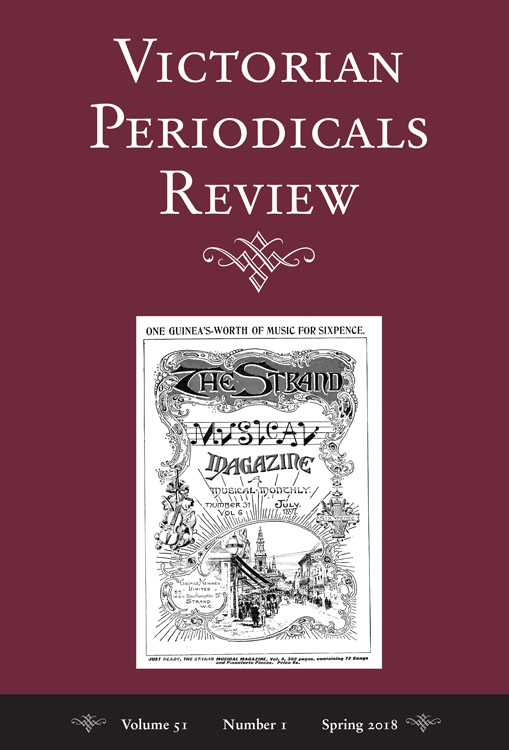 VICTORIAN
PERIODICALS
REVIEW
ONE GUINEA'S-WORTH OF MUSIC FOR SIXPENCE.
THE STRAND
MUSICAL
MAGAZINE
A
MUSICAL-MONTHLY.
NUMBER 31 JULY.
VOL 6 1897.
GEORGE NEWNES
LIMITED
Southampton St
STRAND
W.C.
JUST READY, THE STRAND MUSICAL MAGAZINE, Vol. 5, 392 pages, containing 72 Songs
and Pianoforte Pieces. Price 6s.
Volume 51 Number 1 Spring 2018